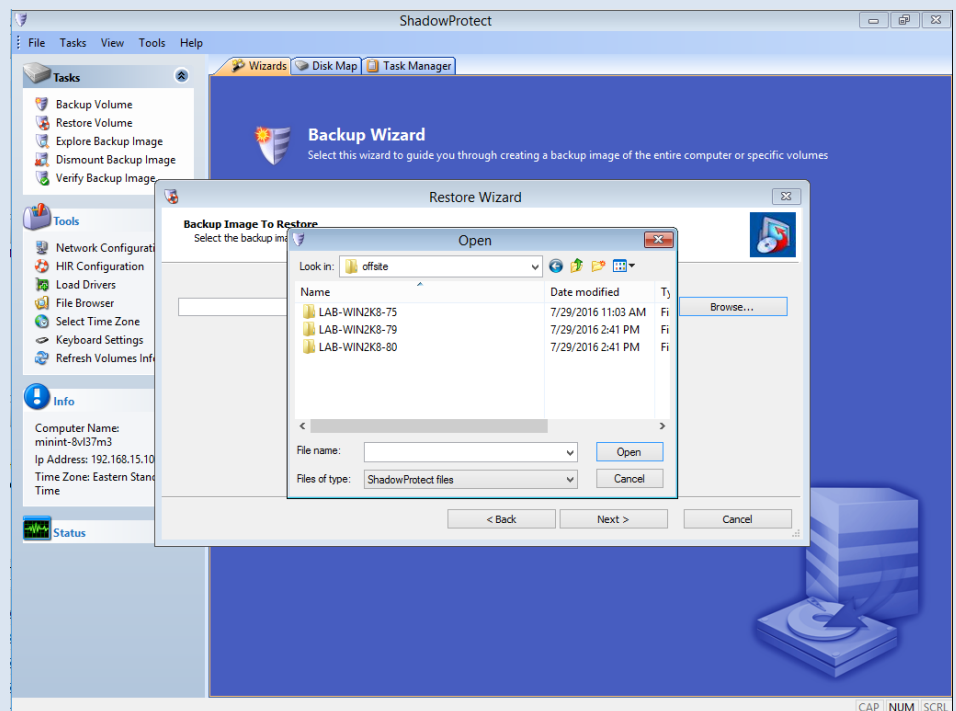 ShadowProtect
File Tasks View Tools Help
Tasks
Backup Volume
Restore Volume
Explore Backup Image
Dismount Backup Image
Verify Backup Image
Tools
Network Configurati
HIR Configuration
Load Drivers
File Browser
Select Time Zone
Keyboard Settings
Refresh Volumes Info
Info
Computer Name:
minint-8vl37m3
Ip Address: 192.168.15.10
Time Zone: Eastern Stand
Time
Status
Wizards Disk Map Task Manager
Backup Wizard
Select this wizard to guide you through creating a backup image of the entire computer or specific volumes
Restore Wizard
Backup Image To Restore
Select the backup ima
Browse...
Open
Look in: offsite
Name Date modified Ty
LAB-WIN2K8-75 7/29/2016 11:03 AM Fi
LAB-WIN2K8-79 7/29/2016 2:41 PM Fi
LAB-WIN2K8-80 7/29/2016 2:41 PM Fi
File name: Open
Files of type: ShadowProtect files Cancel
< Back Next > Cancel
CAP NUM SCRL